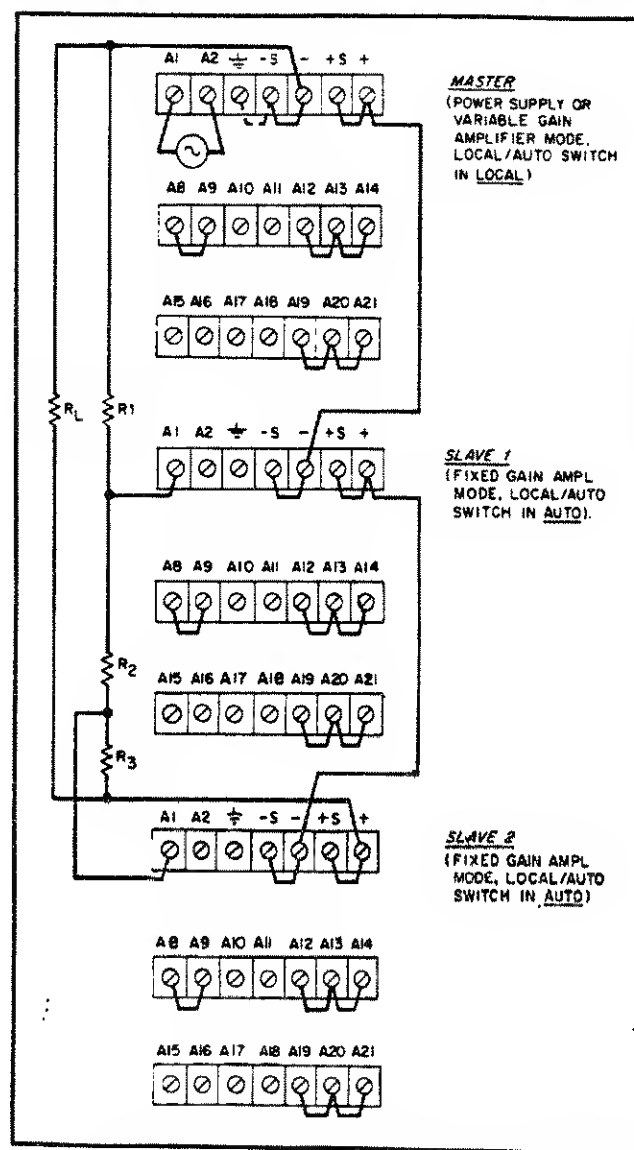 A1 A2 ⏚ -S - +S +
MASTER
(POWER SUPPLY OR
VARIABLE GAIN
AMPLIFIER MODE,
LOCAL/AUTO SWITCH
IN LOCAL)
A8 A9 A10 A11 A12 A13 A14
A15 A16 A17 A18 A19 A20 A21
RL R1
A1 A2 ⏚ -S - +S +
SLAVE 1
(FIXED GAIN AMPL
MODE, LOCAL/AUTO
SWITCH IN AUTO).
A8 A9 A10 A11 A12 A13 A14
R2
A15 A16 A17 A18 A19 A20 A21
R3
A1 A2 ⏚ -S - +S +
SLAVE 2
(FIXED GAIN AMPL
MODE, LOCAL/AUTO
SWITCH IN AUTO)
A8 A9 A10 A11 A12 A13 A14
A15 A16 A17 A18 A19 A20 A21